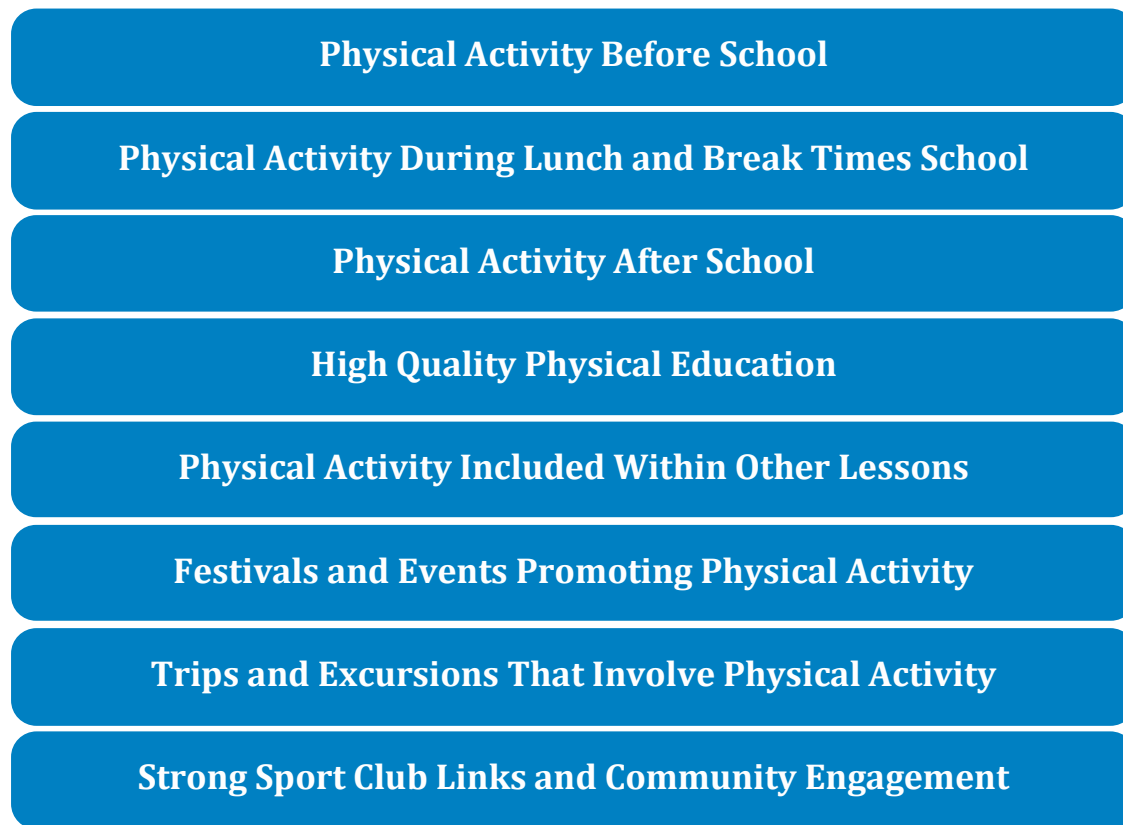 Physical Activity Before School
Physical Activity During Lunch and Break Times School
Physical Activity After School
High Quality Physical Education
Physical Activity Included Within Other Lessons
Festivals and Events Promoting Physical Activity
Trips and Excursions That Involve Physical Activity
Strong Sport Club Links and Community Engagement